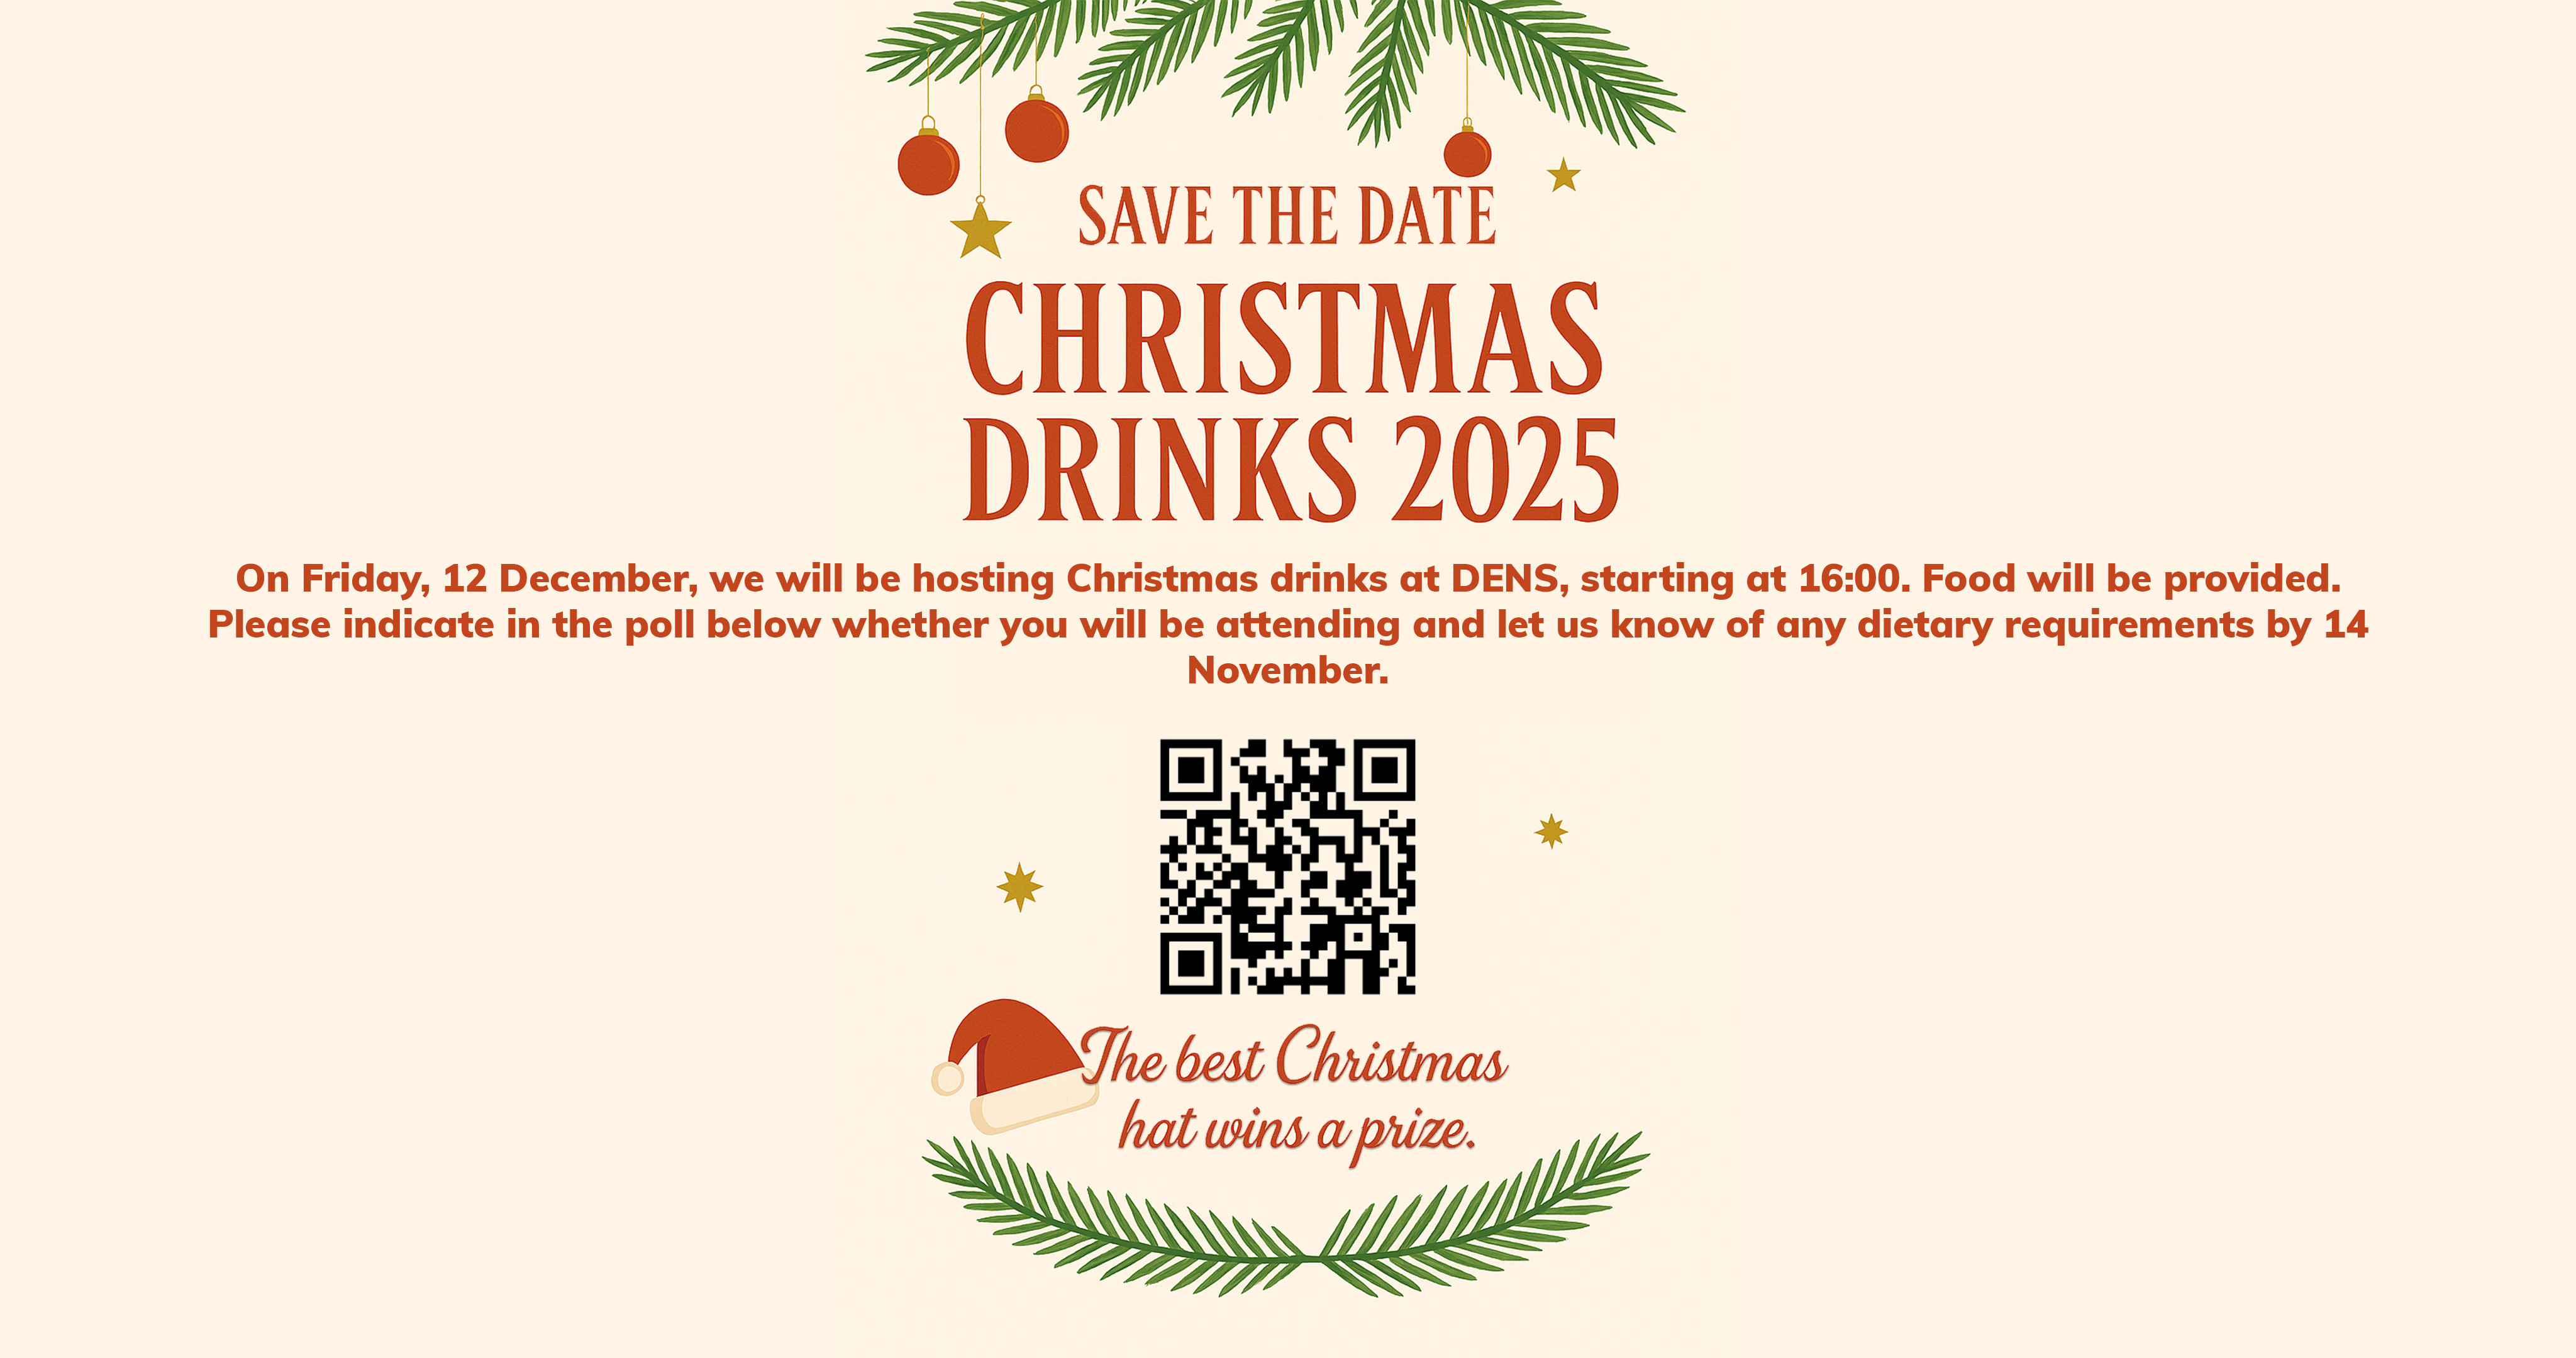 SAVE THE DATE
CHRISTMAS
DRINKS 2025
On Friday, 12 December, we will be hosting Christmas drinks at DENS, starting at 16:00. Food will be provided.
Please indicate in the poll below whether you will be attending and let us know of any dietary requirements by 14
November.
The best Christmas
hat wins a prize.